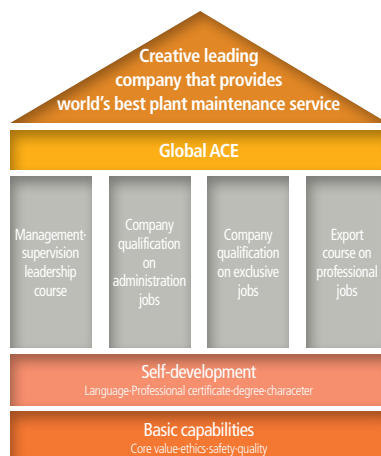 Creative leading
company that provides
world's best plant maintenance service
Global ACE
Management·
supervision
leadership
course
Company
qualification
on
administration
jobs
Company
qualification
on exclusive
jobs
Export
course on
professional
jobs
Self-development
Language·Professional certificate·degree·characeter
Basic capabilities
Core value·ethics·safety·quality